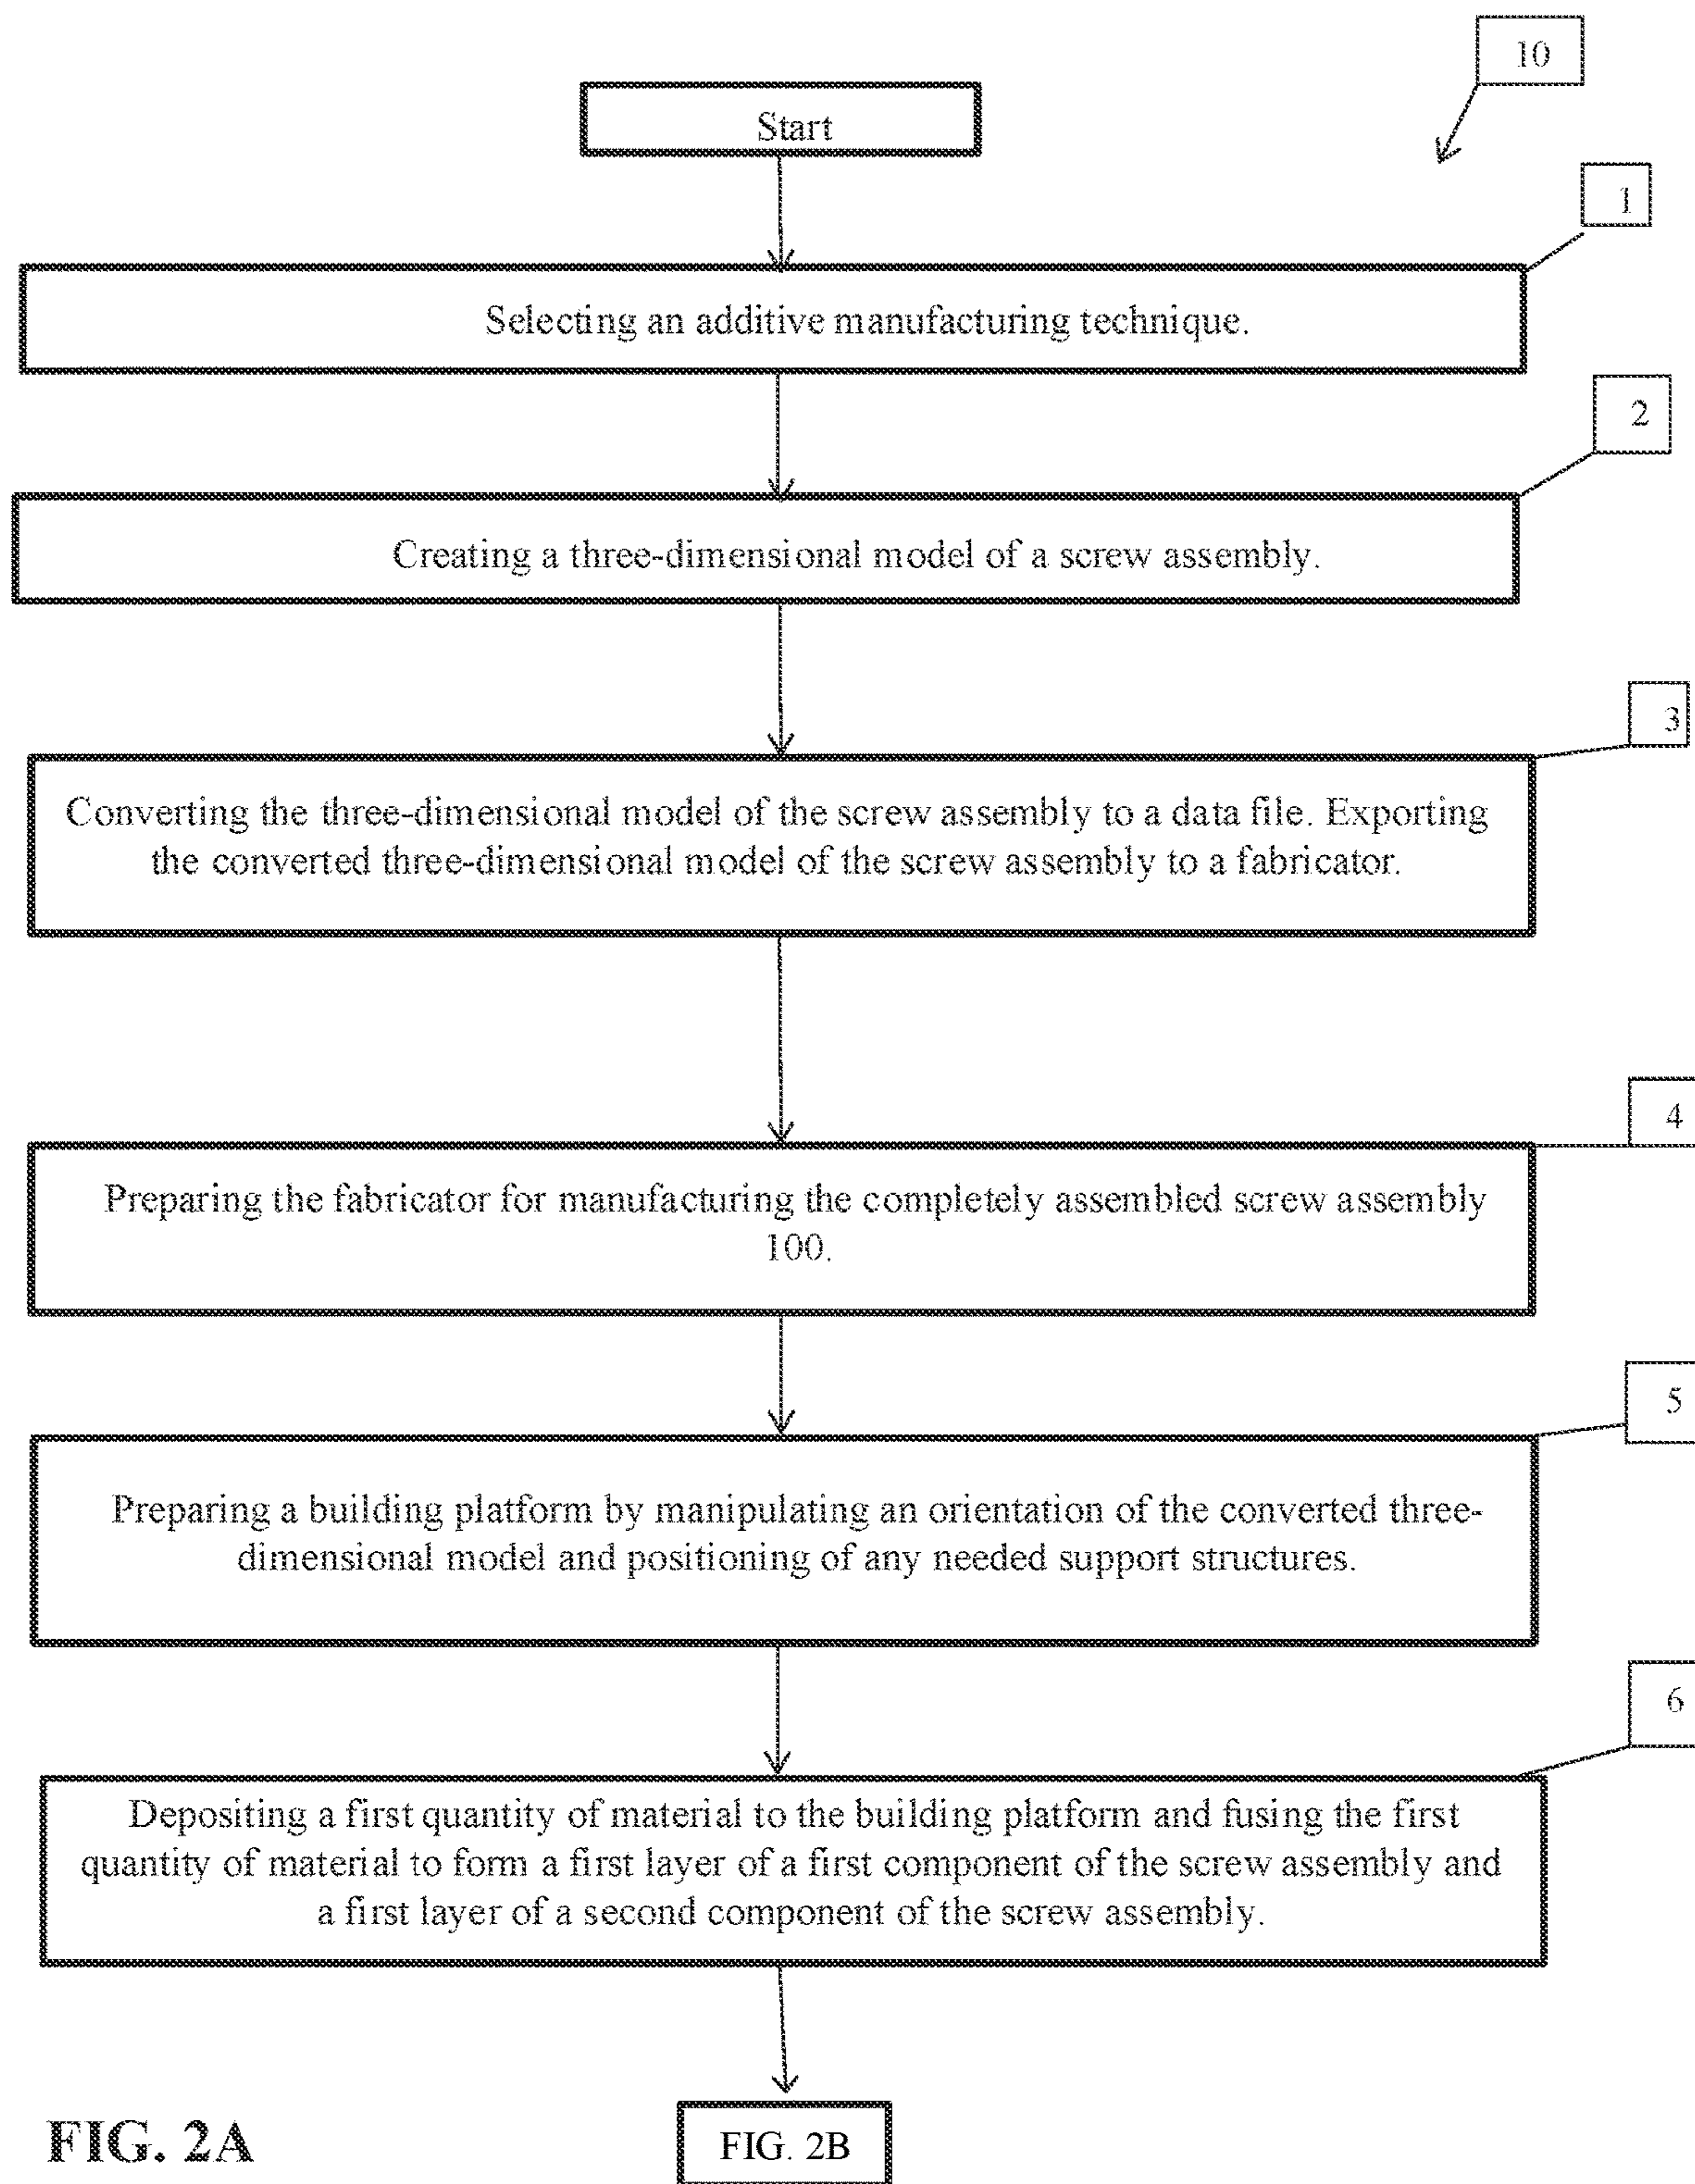 10
Start
1
Selecting an additive manufacturing technique.
2
Creating a three-dimensional model of a screw assembly.
3
Converting the three-dimensional model of the screw assembly to a data file. Exporting
the converted three-dimensional model of the screw assembly to a fabricator.
4
Preparing the fabricator for manufacturing the completely assembled screw assembly
100.
5
Preparing a building platform by manipulating an orientation of the converted three-
dimensional model and positioning of any needed support structures.
6
Depositing a first quantity of material to the building platform and fusing the first
quantity of material to form a first layer of a first component of the screw assembly and
a first layer of a second component of the screw assembly.
FIG. 2A
FIG. 2B